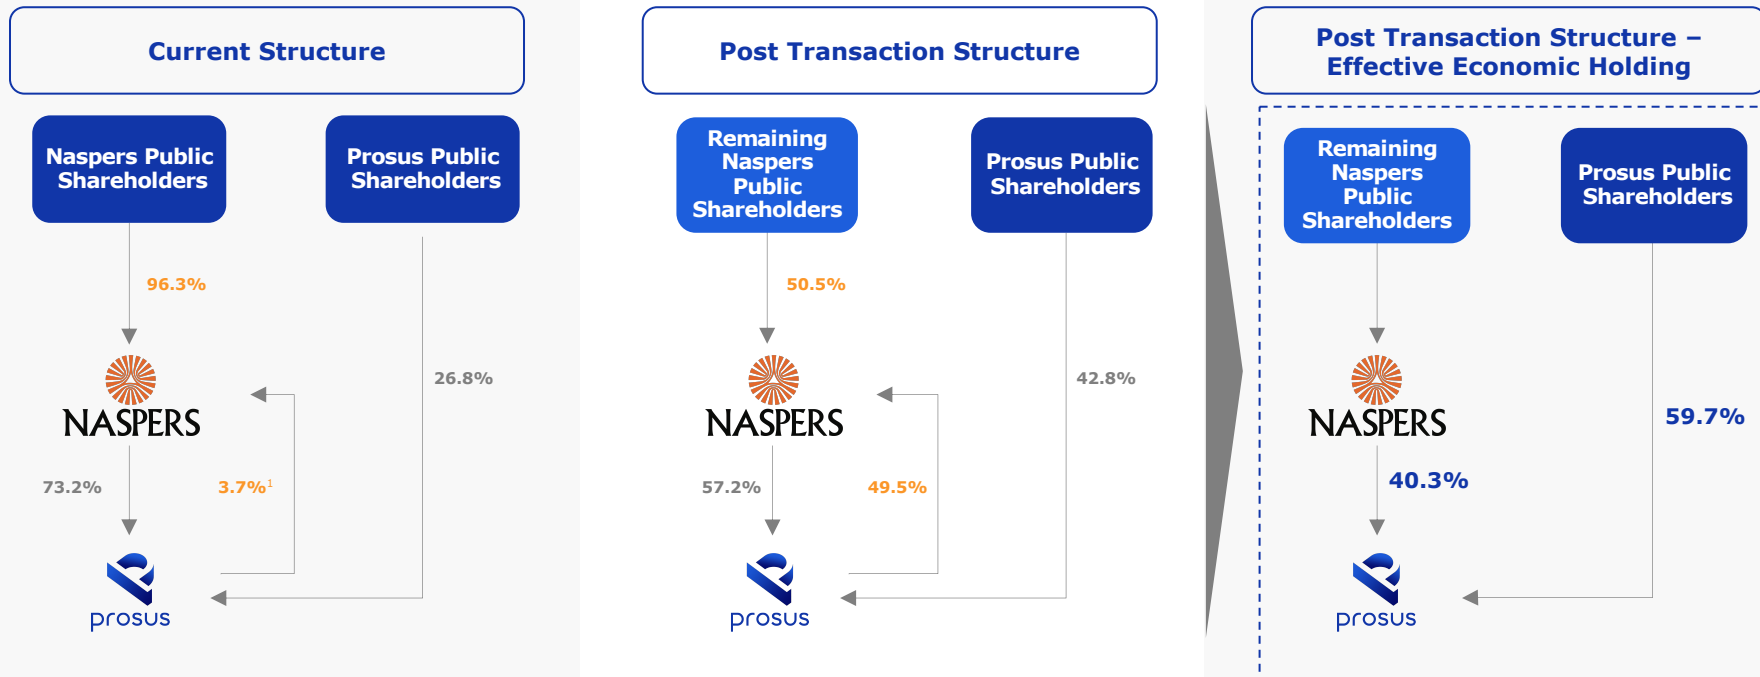 Current Structure
Naspers Public
Shareholders
Prosus Public
Shareholders
96.3%
26.8%
NASPERS
73.2%
3.7%1
prosus
Post Transaction Structure
Remaining
Naspers
Public
Shareholders
Prosus Public
Shareholders
50.5%
42.8%
NASPERS
57.2%
49.5%
prosus
Post Transaction Structure –
Effective Economic Holding
Remaining
Naspers
Public
Shareholders
Prosus Public
Shareholders
NASPERS
59.7%
40.3%
prosus